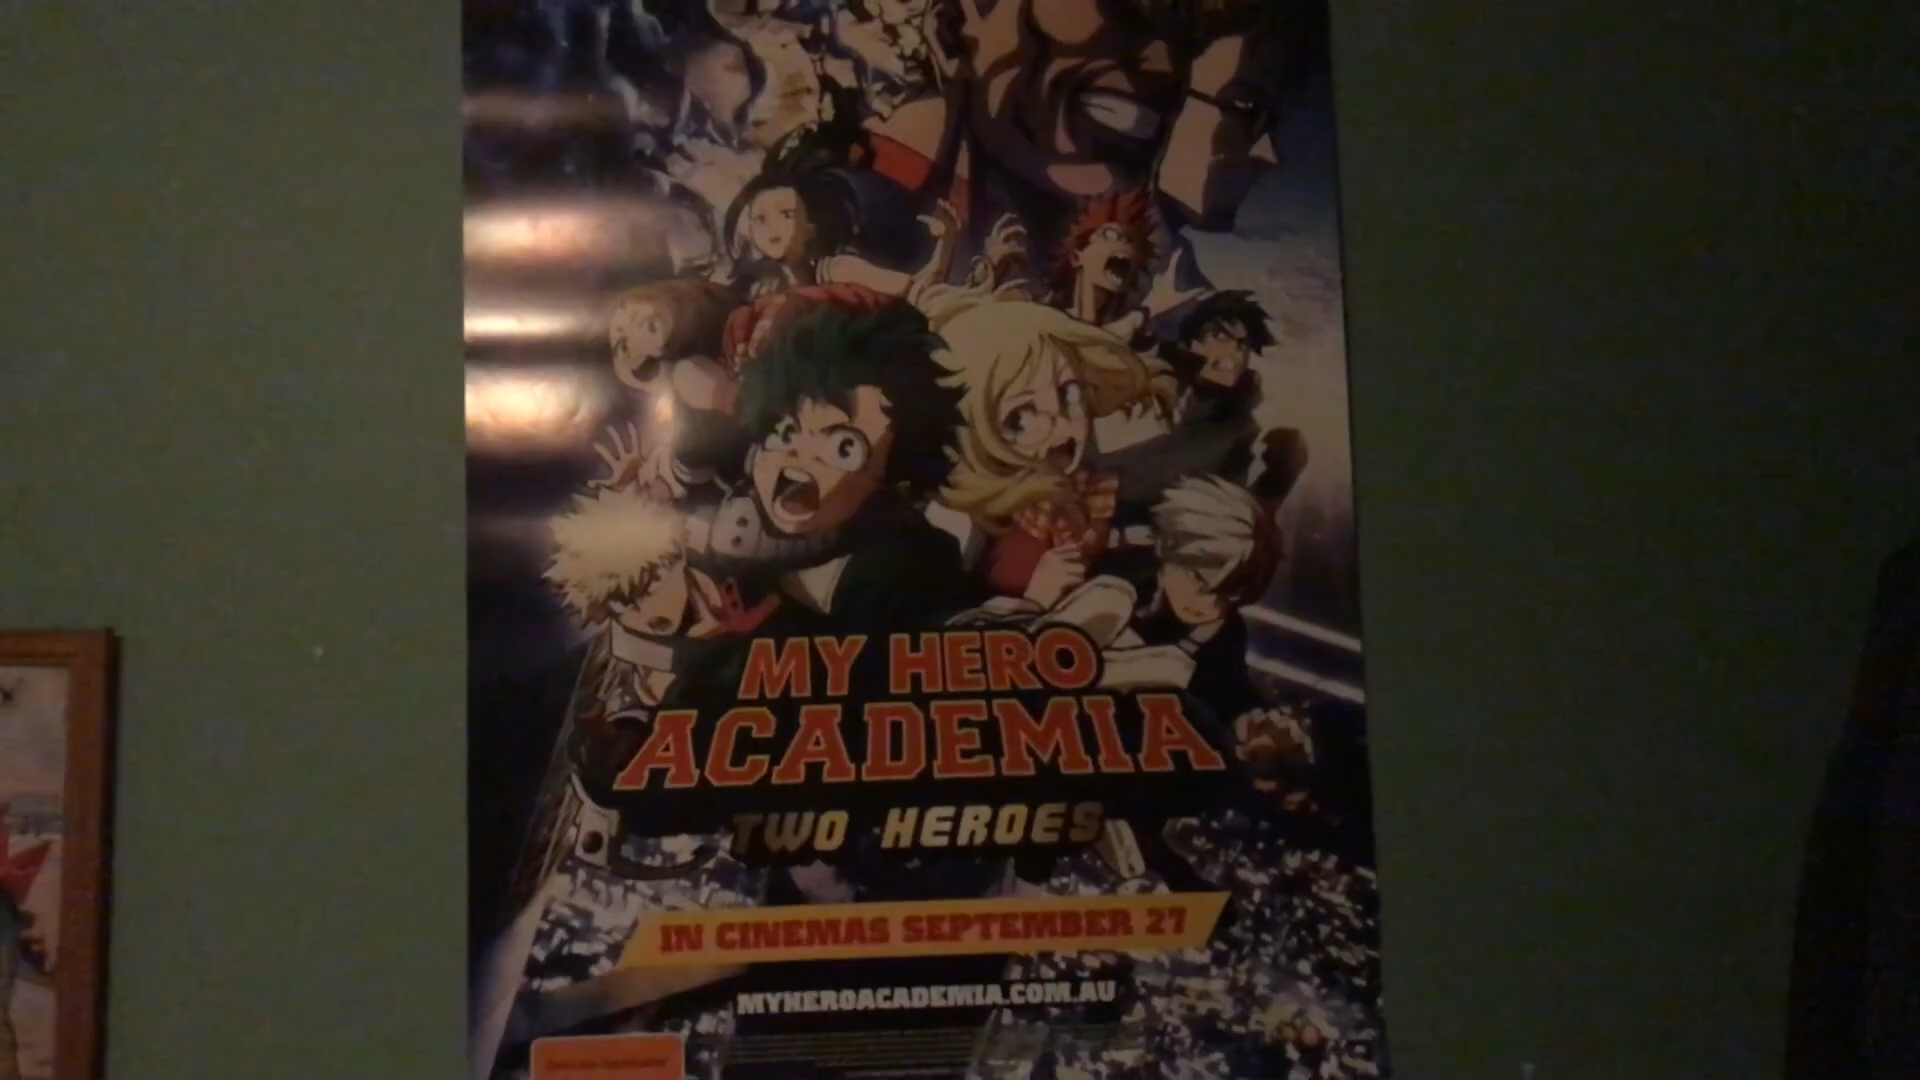 MY HERO
ACADEMIA
TWO HEROES
IN CINEMAS SEPTEMBER 27
MYHEROACADEMIA.COM.AU